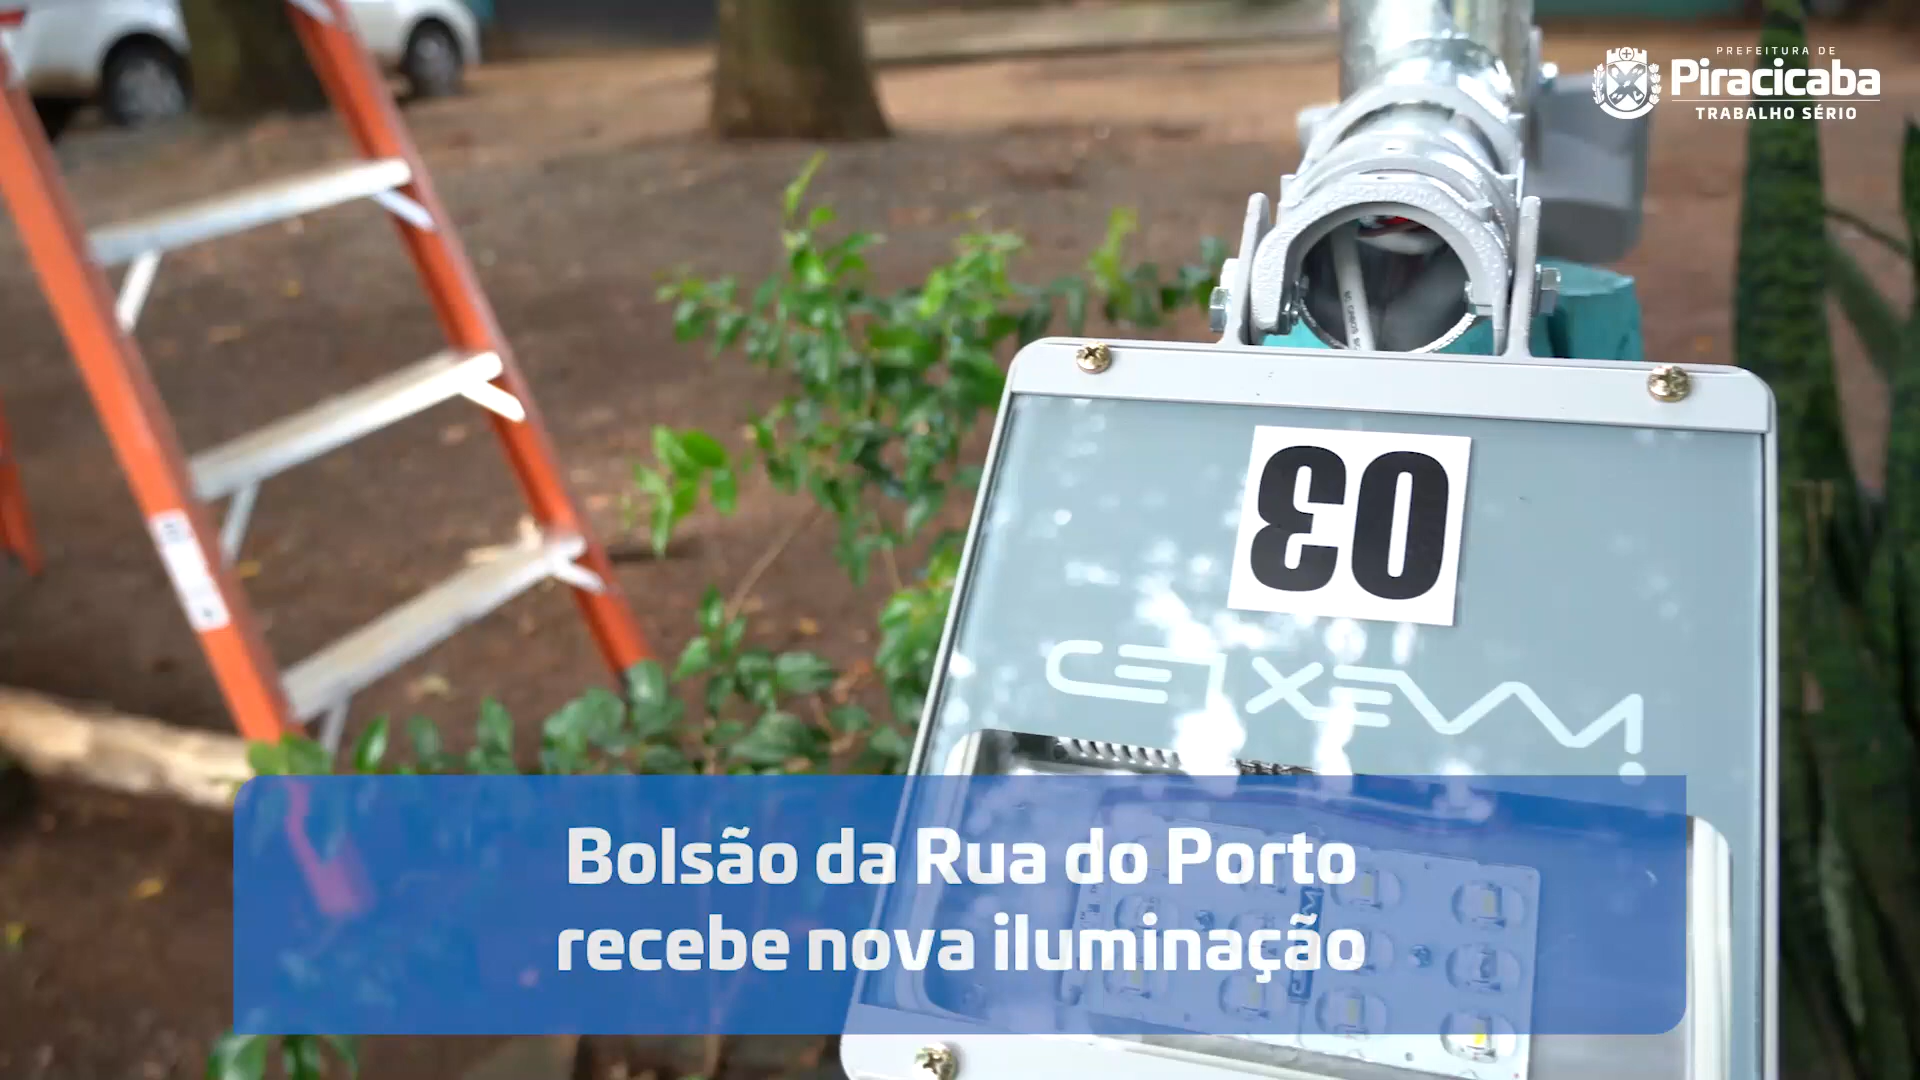 PREFEITURA DE
Piracicaba
TRABALHO SÉRIO
03
Bolsão da Rua do Porto
recebe nova iluminação